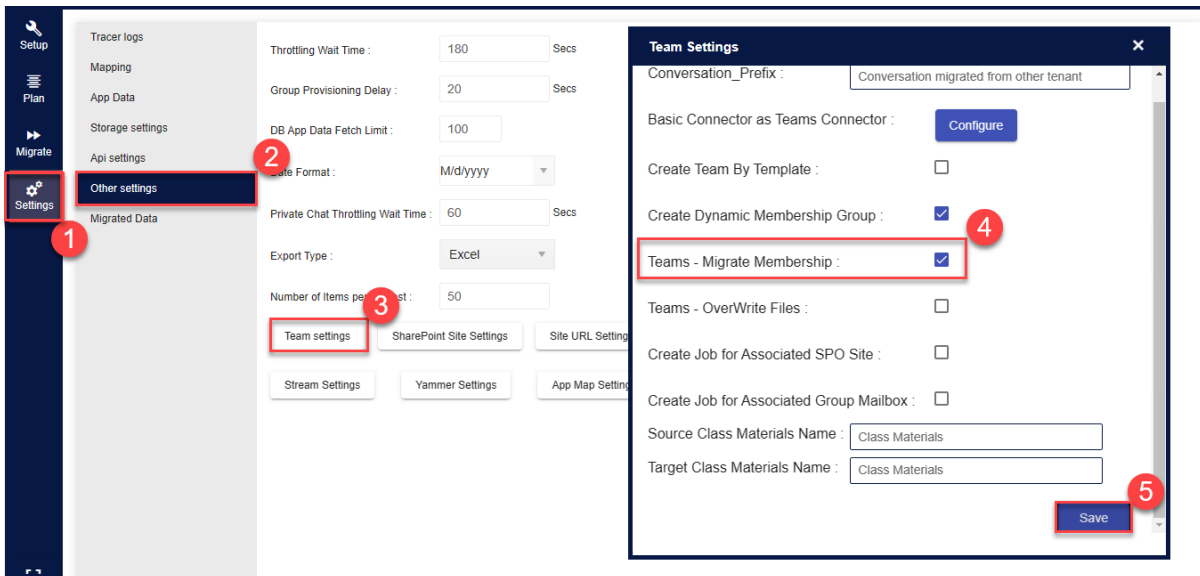 Setup
Plan
Migrate
Settings
1
Tracer logs
Mapping
App Data
Storage settings
Api settings
Other settings
Migrated Data
2
Throttling Wait Time : 180 Secs
Group Provisioning Delay : 20 Secs
DB App Data Fetch Limit : 100
Format : M/d/yyyy
Private Chat Throttling Wait Time : 60 Secs
Export Type : Excel
Number of Items : 50
3
Team settings SharePoint Site Settings Site URL Setting
Stream Settings Yammer Settings App Map Setting
Team Settings ×
Conversation_Prefix : Conversation migrated from other tenant
Basic Connector as Teams Connector : Configure
Create Team By Template :
Create Dynamic Membership Group :
4
Teams - Migrate Membership :
Teams - OverWrite Files :
Create Job for Associated SPO Site :
Create Job for Associated Group Mailbox :
Source Class Materials Name : Class Materials
Target Class Materials Name : Class Materials
5
Save